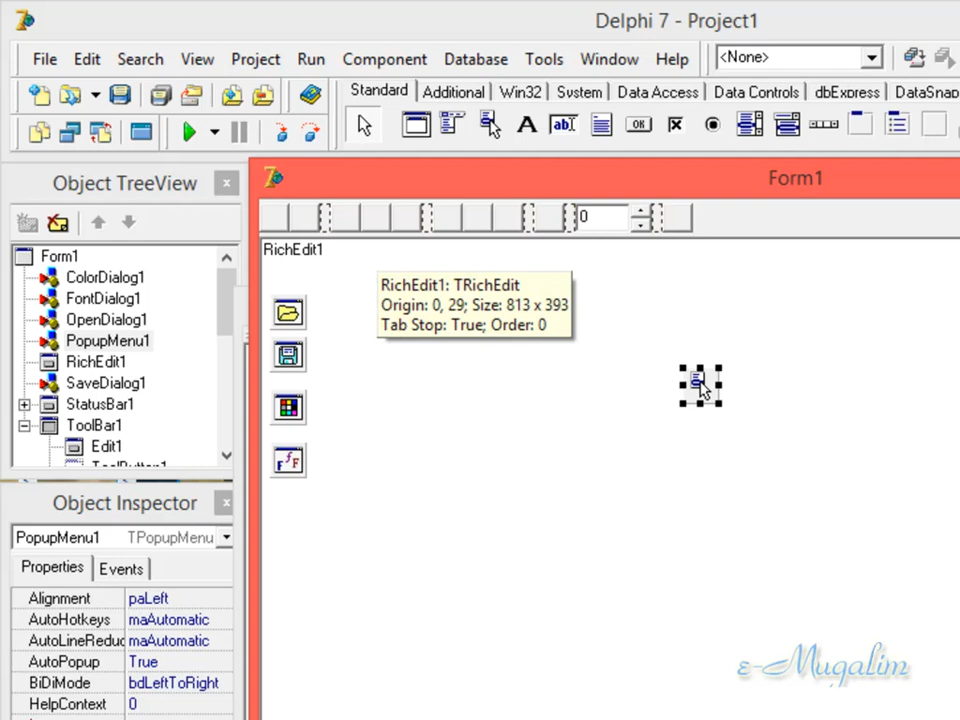 Delphi 7 - Project1
File Edit Search View Project Run Component Database Tools Window Help <None>
Standard Additional Win32 System Data Access Data Controls dbExpress DataSnap
Object TreeView
Form1
ColorDialog1
FontDialog1
OpenDialog1
PopupMenu1
RichEdit1
SaveDialog1
StatusBar1
ToolBar1
Edit1
Object Inspector
PopupMenu1 TPopupMenu
Properties Events
Alignment paLeft
AutoHotkeys maAutomatic
AutoLineReduc maAutomatic
AutoPopup True
BiDiMode bdLeftToRight
HelpContext 0
Form1
0
RichEdit1
RichEdit1: TRichEdit
Origin: 0, 29; Size: 813 x 393
Tab Stop: True; Order: 0
e-Mugalim